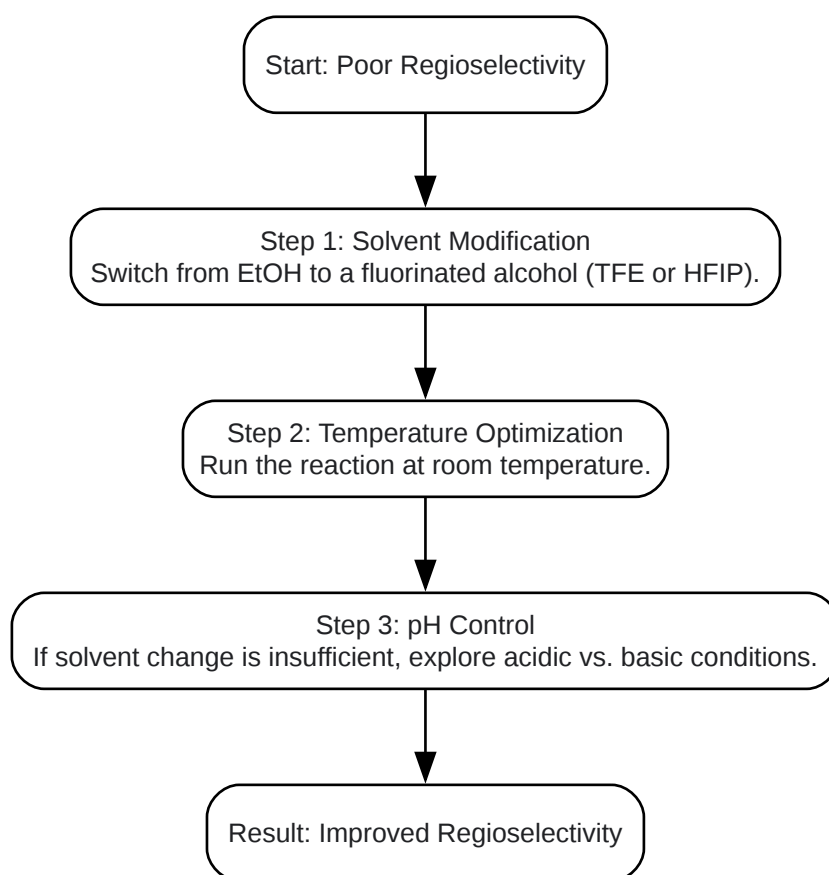 Start: Poor Regioselectivity
Step 1: Solvent Modification
Switch from EtOH to a fluorinated alcohol (TFE or HFIP).
Step 2: Temperature Optimization
Run the reaction at room temperature.
Step 3: pH Control
If solvent change is insufficient, explore acidic vs. basic conditions.
Result: Improved Regioselectivity